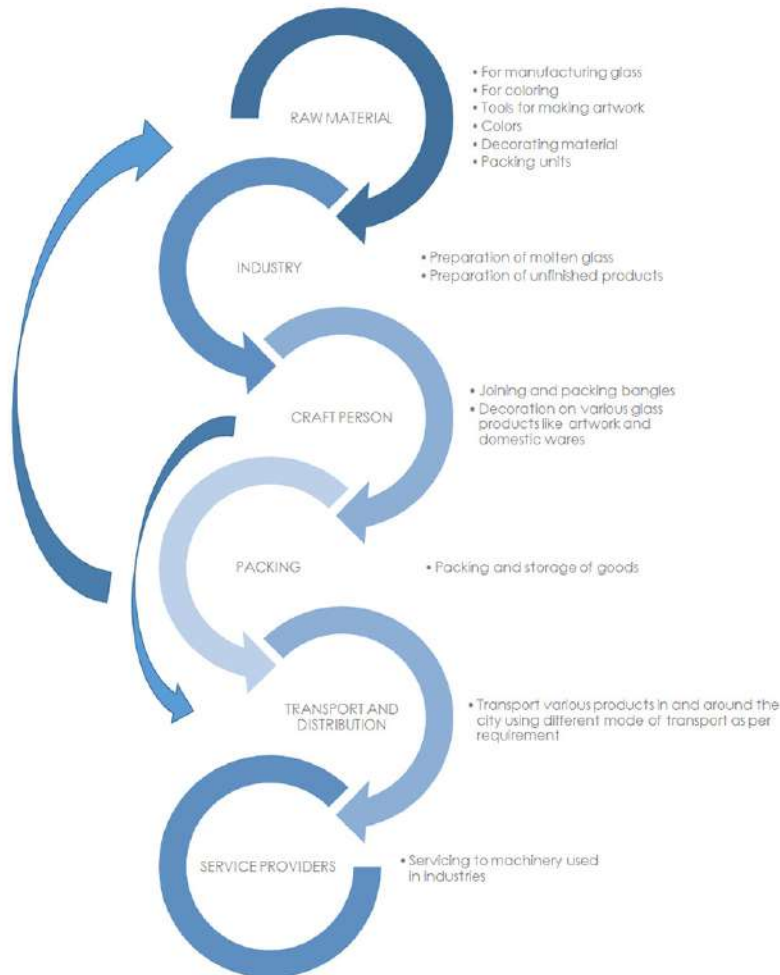 RAW MATERIAL
• For manufacturing glass
• For coloring
• Tools for making artwork
• Colors
• Decorating material
• Packing units
INDUSTRY
• Preparation of molten glass
• Preparation of unfinished products
CRAFT PERSON
• Joining and packing bangles
• Decoration on various glass
products like artwork and
domestic wares
PACKING
• Packing and storage of goods
TRANSPORT AND
DISTRIBUTION
• Transport various products in and around the
city using different mode of transport as per
requirement
SERVICE PROVIDERS
• Servicing to machinery used
in industries